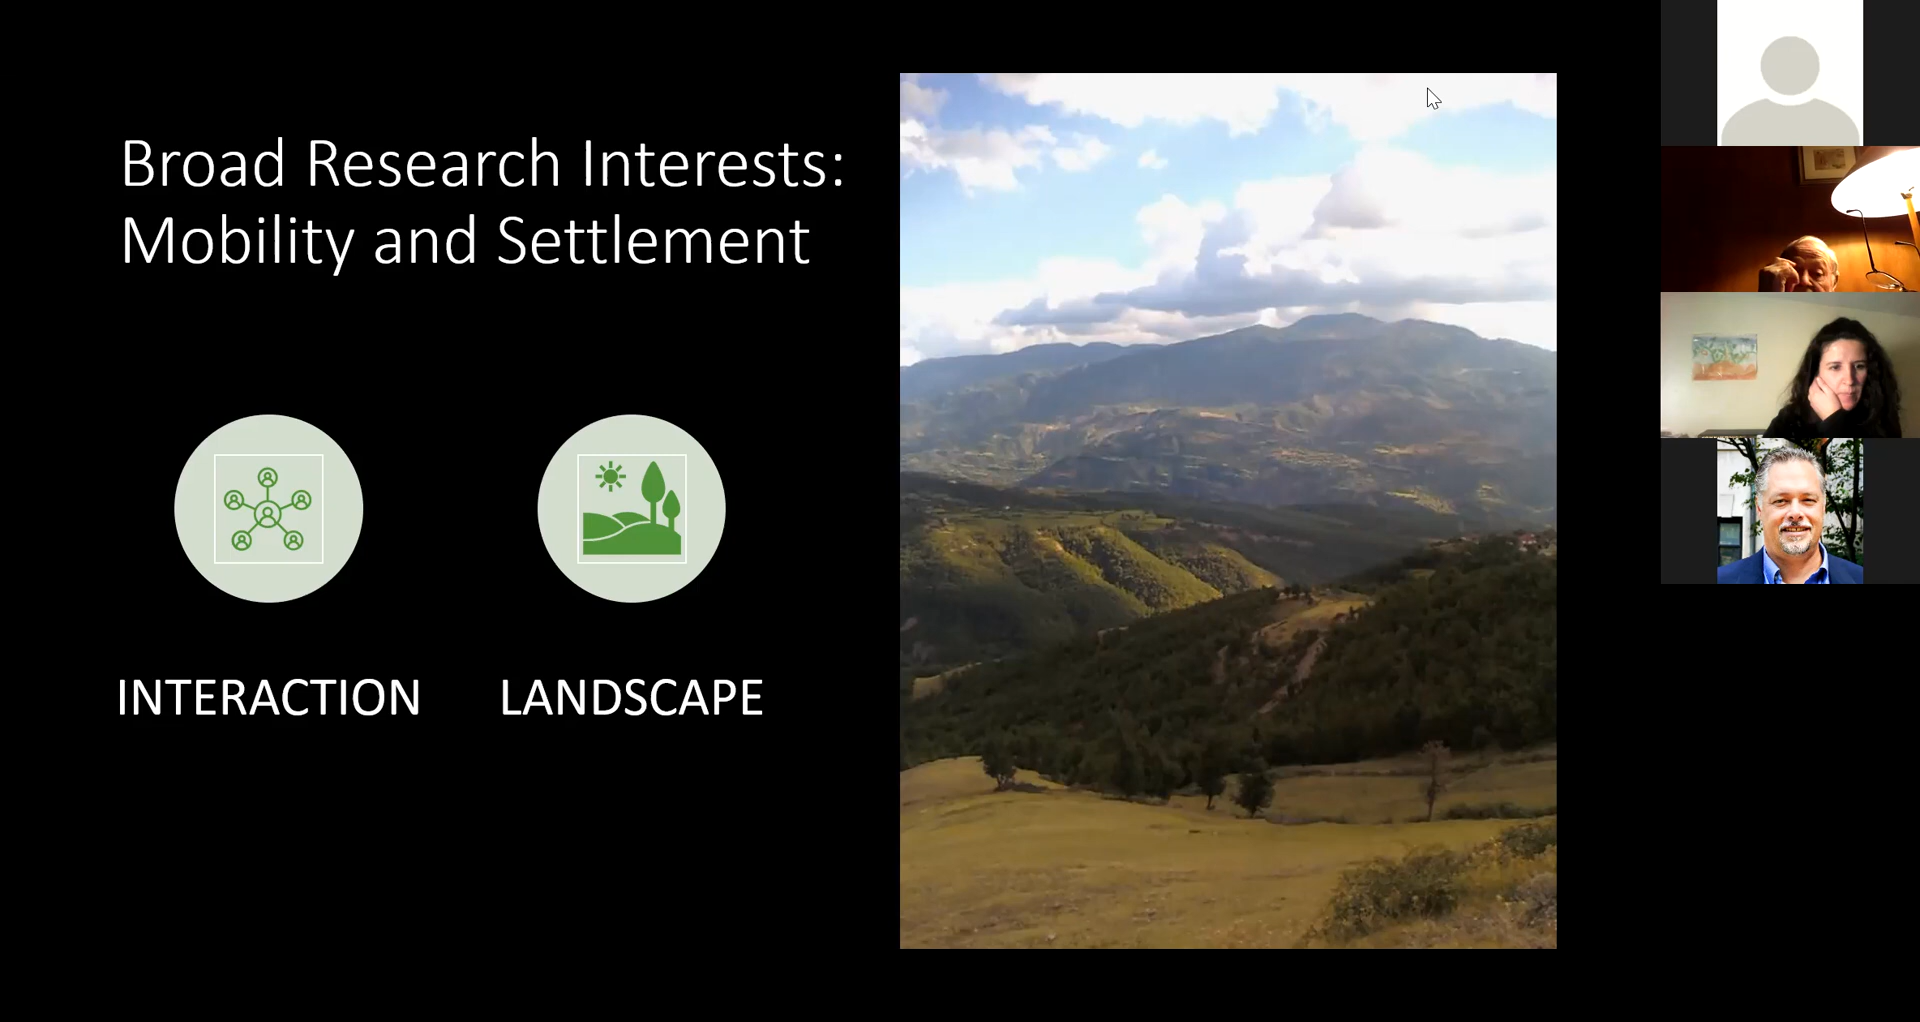 Broad Research Interests:
Mobility and Settlement
INTERACTION
LANDSCAPE